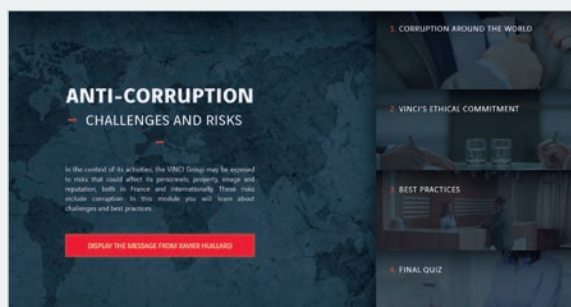 ANTI-CORRUPTION
CHALLENGES AND RISKS
In the context of its activities, the VINCI Group may be exposed
to risks that could affect its personnels, property, image and
reputation, both in France and internationally. These risks
include corruption. In this module you will learn about
challenges and best practices.
DISPLAY THE MESSAGE FROM XAVIER HUILLARD
1. CORRUPTION AROUND THE WORLD
2. VINCI'S ETHICAL COMMITMENT
3. BEST PRACTICES
4. FINAL QUIZ